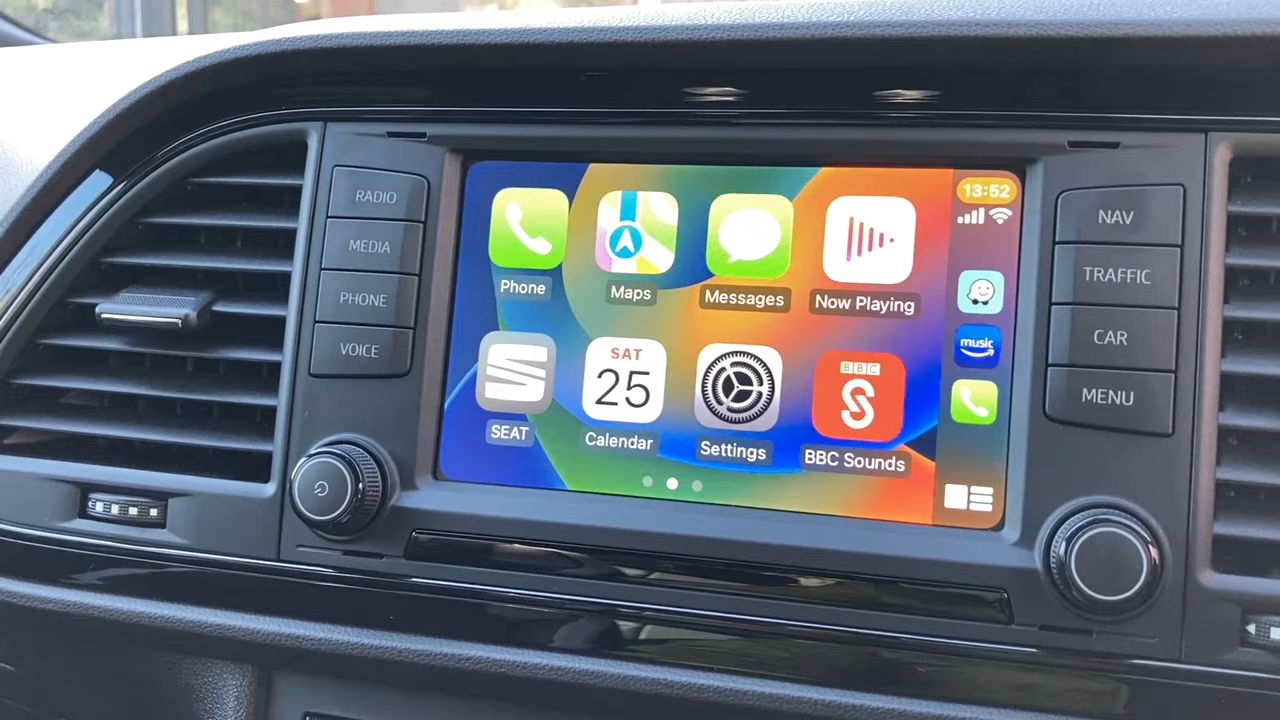 RADIO
MEDIA
PHONE
VOICE
Phone
Maps
Messages
Now Playing
SEAT
SAT
25
Calendar
Settings
BBC
S
BBC Sounds
13:52
music
NAV
TRAFFIC
CAR
MENU